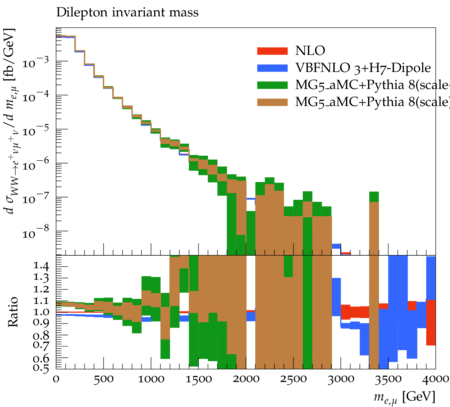 Dilepton invariant mass
d σ_{WW→e⁺ν_eμ⁺ν} / d m_{e,μ} [fb/GeV]
10⁻³
10⁻⁴
10⁻⁵
10⁻⁶
10⁻⁷
10⁻⁸
NLO
VBFNLO 3+H7-Dipole
MG5_aMC+Pythia 8(scale
MG5_aMC+Pythia 8(scale)
Ratio
1.4
1.3
1.2
1.1
1.0
0.9
0.8
0.7
0.6
0.5
0 500 1000 1500 2000 2500 3000 3500 4000
m_{e,μ} [GeV]